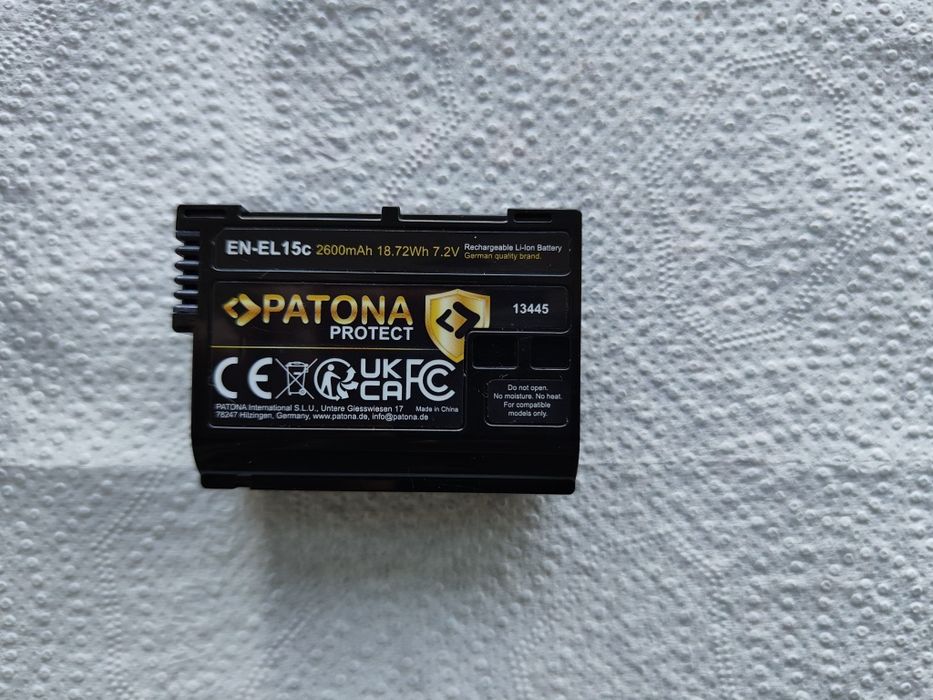 EN-EL15c 2600mAh 18.72Wh 7.2V
Rechargeable Li-Ion Battery
German quality brand.
PATONA
PROTECT
13445
CE
UK
CA
FC
PATONA International S.L.U., Untere Giesswiesen 17
Made in China
78247 Hilzingen, Germany, www.patona.de, info@patona.de
Do not open.
No moisture. No heat.
For compatible
models only.